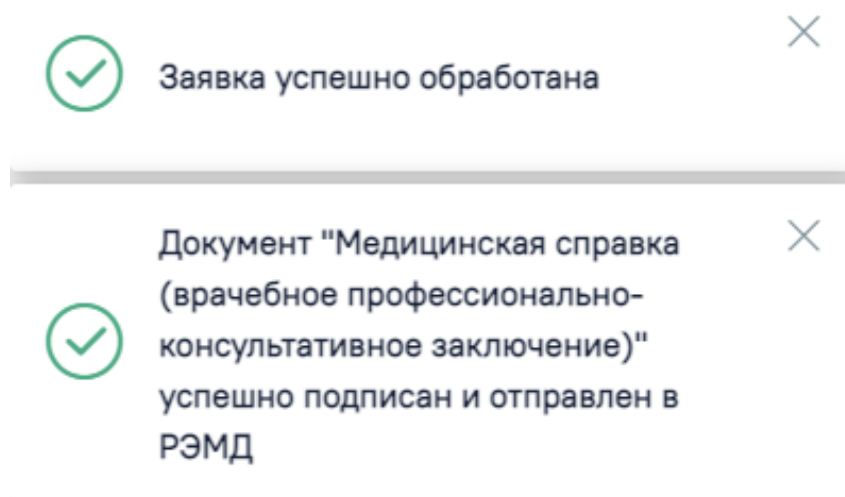 Заявка успешно обработана
Документ "Медицинская справка
(врачебное профессионально-
консультативное заключение)"
успешно подписан и отправлен в
РЭМД